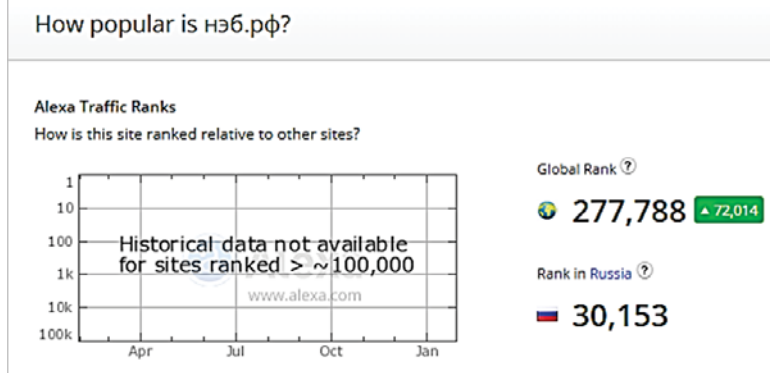 How popular is нэб.рф?
Alexa Traffic Ranks
How is this site ranked relative to other sites?
1
10
100
1k
10k
100k
Historical data not available
for sites ranked > ~100,000
www.alexa.com
Apr Jul Oct Jan
Global Rank ?
277,788 ▲ 72,014
Rank in Russia ?
30,153